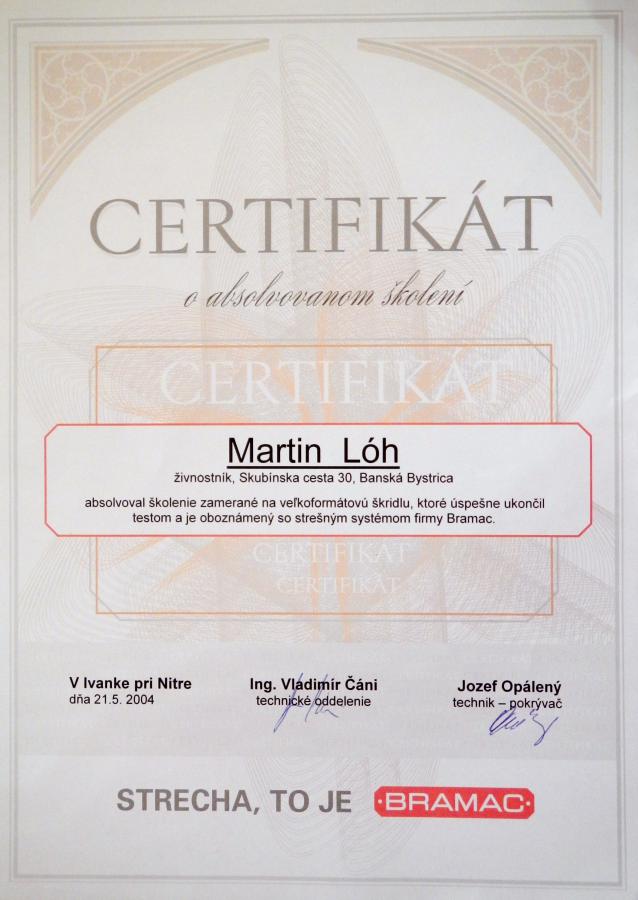 CERTIFIKÁT
o absolvovanom školení
CERTIFIKÁT
Martin Lóh
živnostník, Skubínska cesta 30, Banská Bystrica
absolvoval školenie zamerané na veľkoformátovú škridlu, ktoré úspešne ukončil
testom a je oboznámený so strešným systémom firmy Bramac.
CERTIFIKÁT
CERTIFIKÁT
V Ivanke pri Nitre
dňa 21.5. 2004
Ing. Vladimír Čáni
technické oddelenie
Jozef Opálený
technik – pokrývač
STRECHA, TO JE BRAMAC